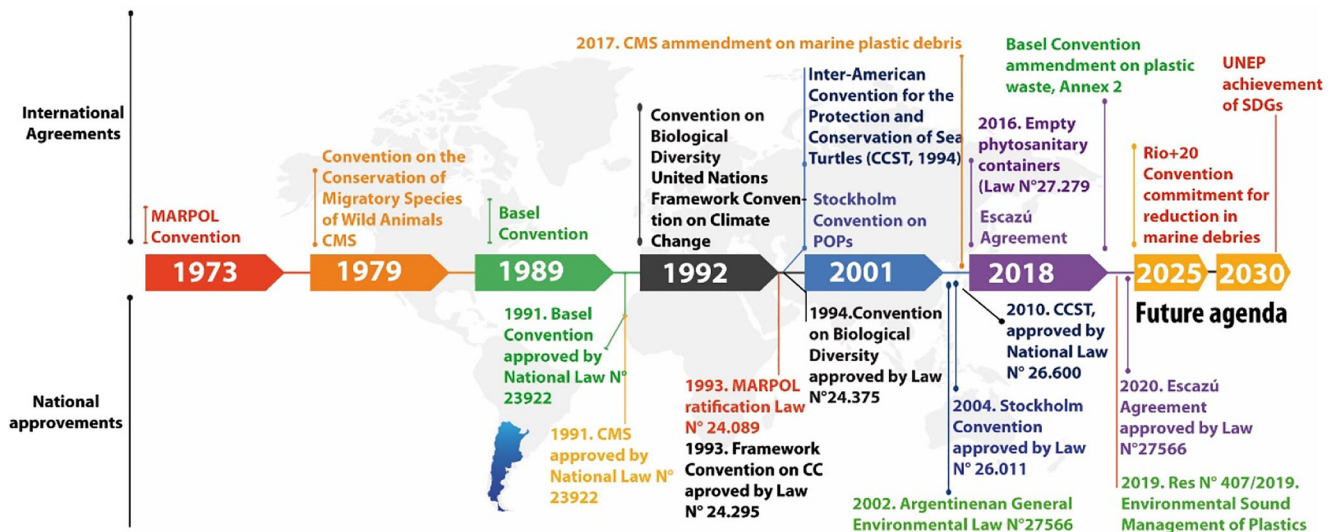 International
Agreements
MARPOL
Convention
Convention on the
Conservation of
Migratory Species
of Wild Animals
CMS
Basel
Convention
Convention on
Biological
Diversity
United Nations
Framework Conven-
tion on Climate
Change
2017. CMS ammendment on marine plastic debris
Inter-American
Convention for the
Protection and
Conservation of Sea
Turtles (CCST, 1994)
Stockholm
Convention on
POPs
Basel Convention
ammendment on plastic
waste, Annex 2
2016. Empty
phytosanitary
containers
(Law N°27.279
Escazú
Agreement
Rio+20
Convention
commitment for
reduction in
marine debries
UNEP
achievement
of SDGs
1973
1979
1989
1992
2001
2018
2025
2030
Future agenda
National
approvements
1991. Basel
Convention
approved by
National Law N°
23922
1991. CMS
approved by
National Law N°
23922
1993. MARPOL
ratification Law
N° 24.089
1993. Framework
Convention on CC
aproved by Law
N° 24.295
1994.Convention
on Biological
Diversity
approved by Law
N°24.375
2002. Argentinenan General
Environmental Law N°27566
2004. Stockholm
Convention
approved by Law
N° 26.011
2010. CCST,
approved by
National Law
N° 26.600
2020. Escazú
Agreement
approved by Law
N°27566
2019. Res N° 407/2019.
Environmental Sound
Management of Plastics